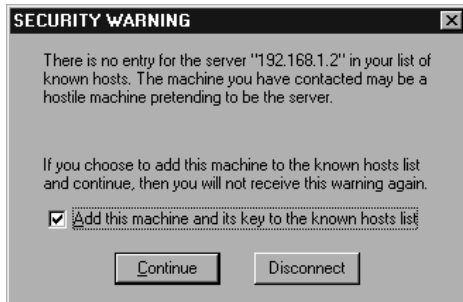 SECURITY WARNING
There is no entry for the server "192.168.1.2" in your list of
known hosts. The machine you have contacted may be a
hostile machine pretending to be the server.
If you choose to add this machine to the known hosts list
and continue, then you will not receive this warning again.
Add this machine and its key to the known hosts list
Continue
Disconnect